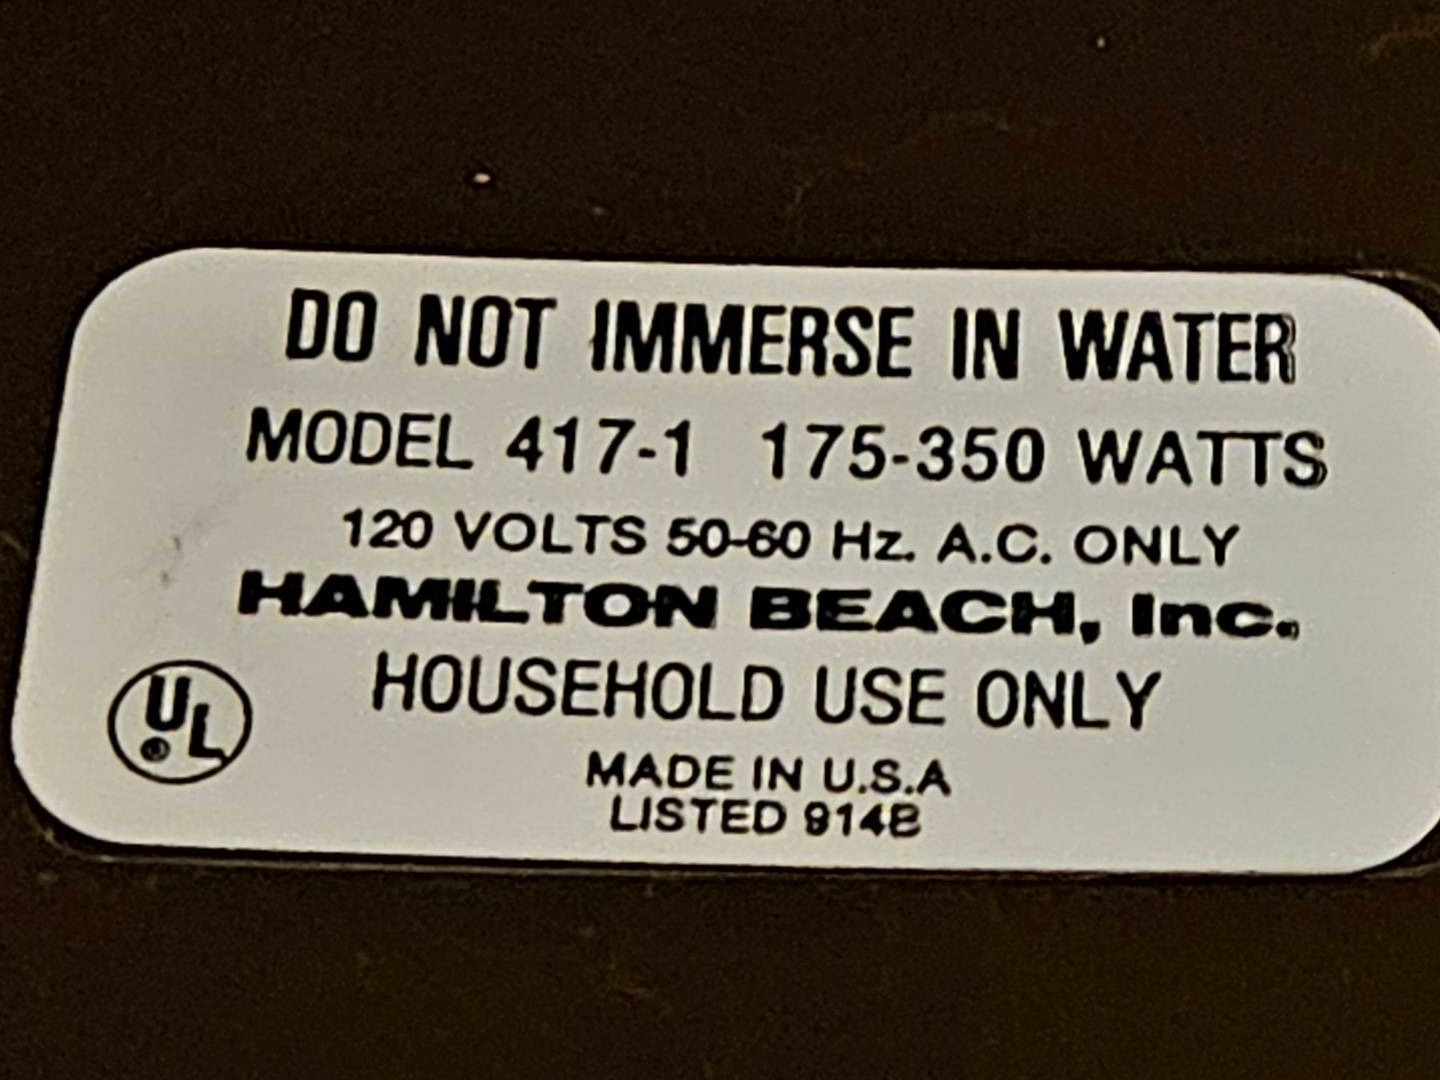 DO NOT IMMERSE IN WATER
MODEL 417-1 175-350 WATTS
120 VOLTS 50-60 Hz. A.C. ONLY
HAMILTON BEACH, Inc.
HOUSEHOLD USE ONLY
UL®
MADE IN U.S.A
LISTED 914B